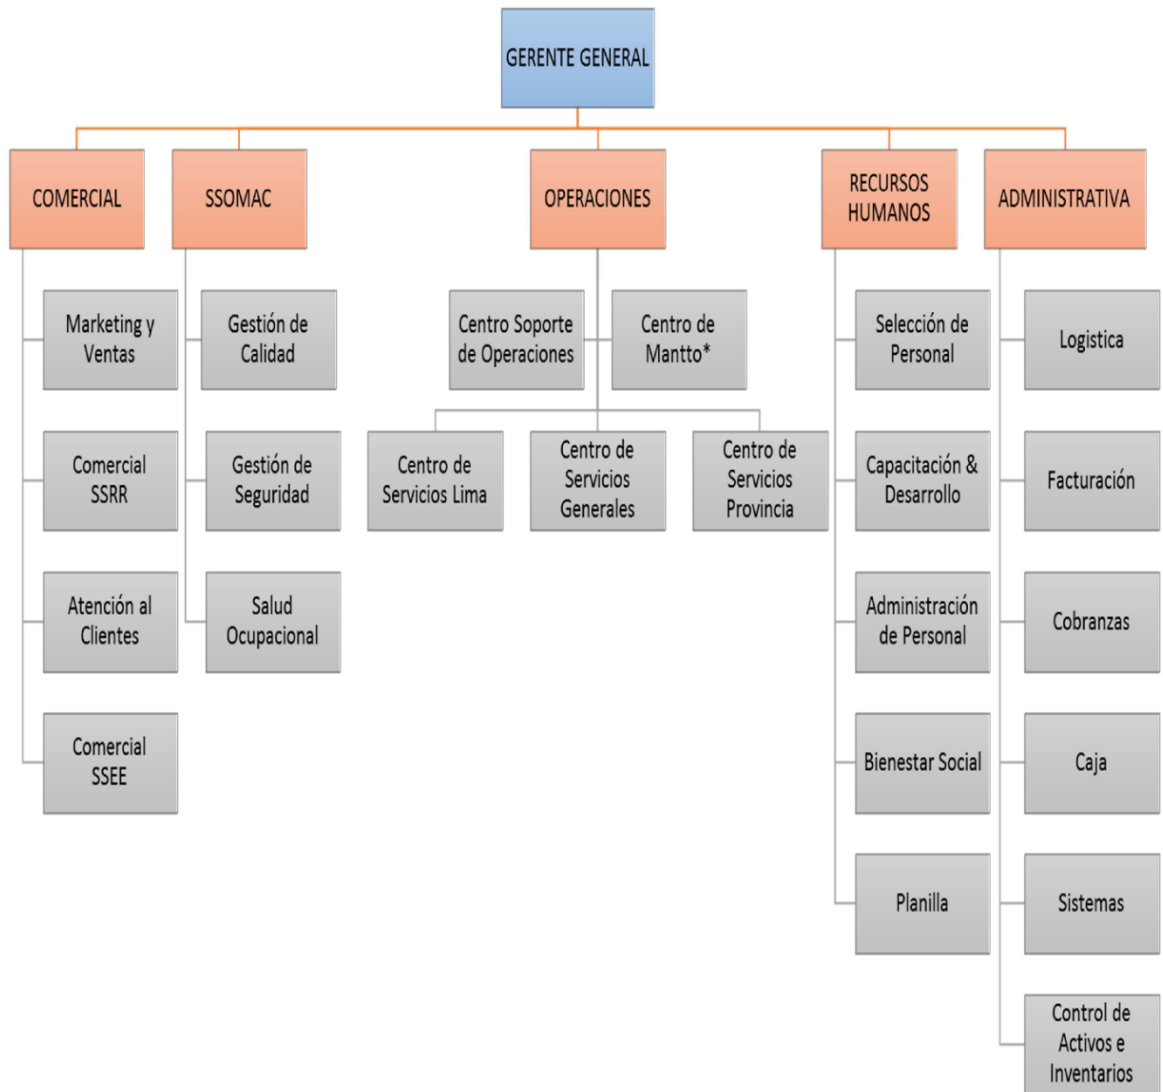 GERENTE GENERAL
COMERCIAL
SSOMAC
OPERACIONES
RECURSOS
HUMANOS
ADMINISTRATIVA
Marketing y
Ventas
Comercial
SSRR
Atención al
Clientes
Comercial
SSEE
Gestión de
Calidad
Gestión de
Seguridad
Salud
Ocupacional
Centro Soporte
de Operaciones
Centro de
Mantto*
Centro de
Servicios Lima
Centro de
Servicios
Generales
Centro de
Servicios
Provincia
Selección de
Personal
Capacitación &
Desarrollo
Administración
de Personal
Bienestar Social
Planilla
Logistica
Facturación
Cobranzas
Caja
Sistemas
Control de
Activos e
Inventarios